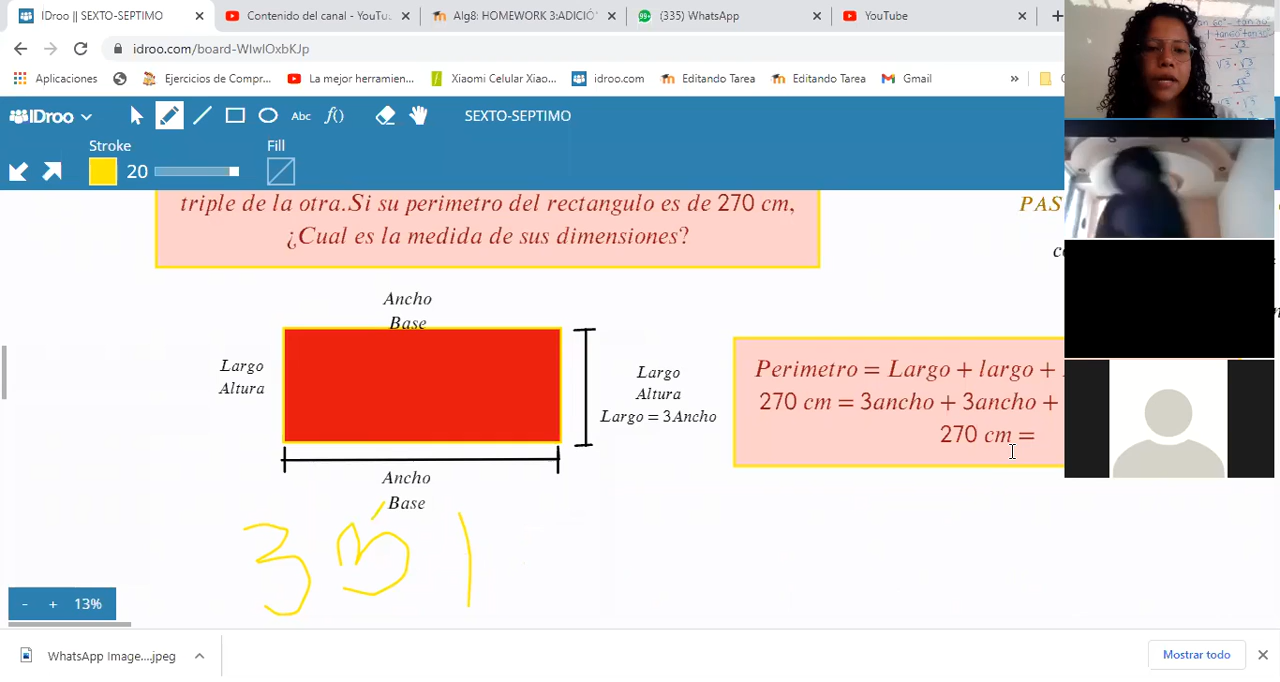 IDroo || SEXTO-SEPTIMO
Contenido del canal - YouTu
Alg8: HOMEWORK 3:ADICIÓ
(335) WhatsApp
YouTube
idroo.com/board-WIwIOxbKJp
Aplicaciones
Ejercicios de Compr...
La mejor herramien...
Xiaomi Celular Xiao...
idroo.com
Editando Tarea
Editando Tarea
Gmail
»
IDroo
Abc
f()
SEXTO-SEPTIMO
Stroke
20
Fill
triple de la otra.Si su perimetro del rectangulo es de 270 cm,
¿Cual es la medida de sus dimensiones?
PAS
Ancho
Base
Largo
Altura
Largo
Altura
Largo = 3Ancho
Ancho
Base
Perimetro = Largo + largo +
270 cm = 3ancho + 3ancho +
270 cm =
3
1
- + 13%
WhatsApp Image....jpeg
Mostrar todo